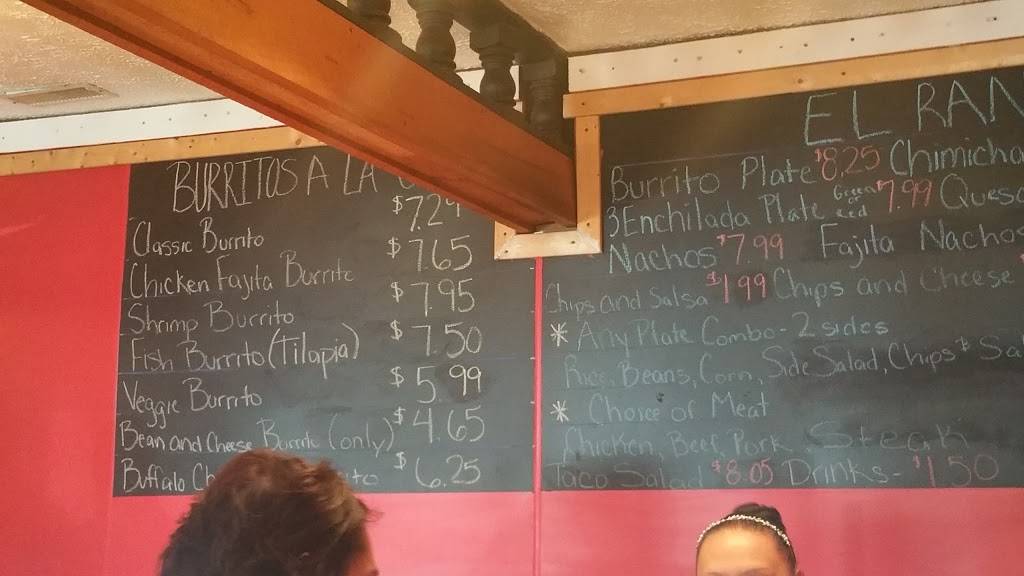 BURRITOS A LA
Classic Burrito $7.29
Chicken Fajita Burrito $7.65
Shrimp Burrito $7.95
Fish Burrrito (Tilapia) $7.50
Veggie Burrito $5.99
Bean and Cheese Burrito (only) $4.65
Buffalo $6.25
EL RAN
Burrito Plate $8.25 Chimicha
3 Enchilada Plate Green Red $7.99 Quesa
Nachos $7.99 Fajita Nachos
Chips and Salsa $1.99 Chips and Cheese $
* Any Plate Combo - 2 sides
Rice, Beans, Corn, Side Salad, Chips & Sal
* Choice of Meat
Chicken, Beef, Pork, Steak
Taco Salad $8.05 Drinks - $1.50